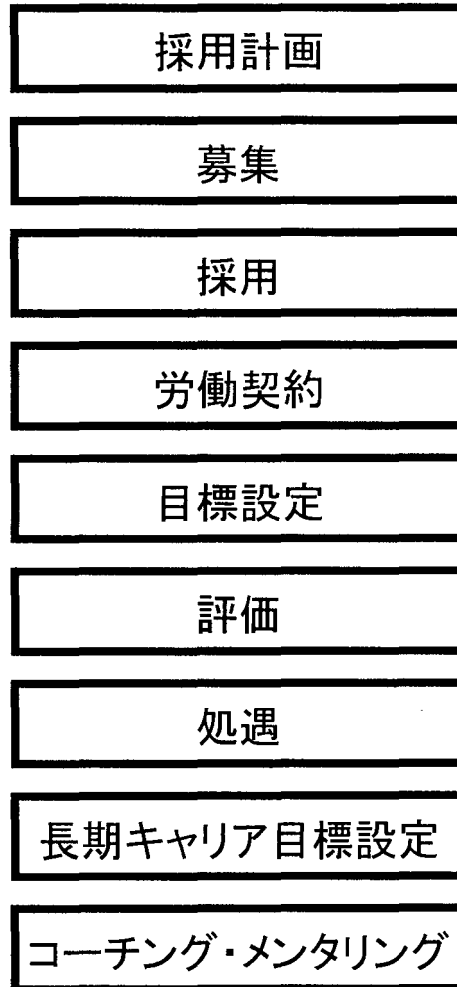 採用計画
募集
採用
労働契約
目標設定
評価
処遇
長期キャリア目標設定
コーチング・メンタリング